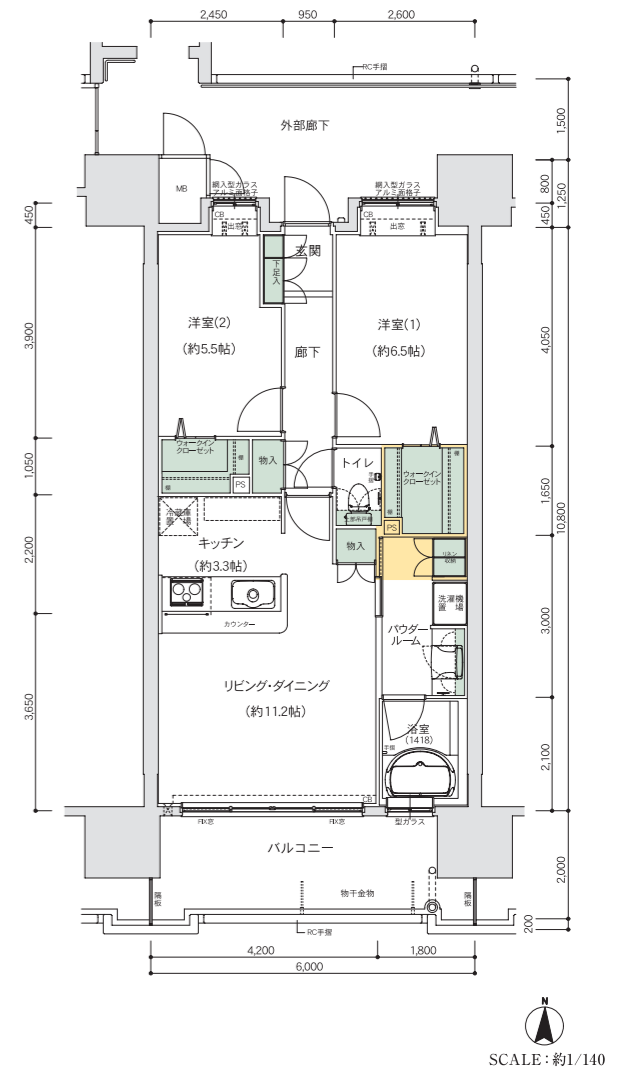 2,450
950
2,600
RC手摺
外部廊下
1,500
MB
網入型ガラス
アルミ面格子
網入型ガラス
アルミ面格子
800
1,250
450
450
CB
出窓
CB
出窓
玄関
下足入
洋室(2)
(約5.5帖)
廊下
洋室(1)
(約6.5帖)
3,900
4,050
ウォークイン
クローゼット
棚
棚
PS
物入
トイレ
手摺
上部吊戸棚
ウォークイン
クローゼット
棚
棚
PS
1,050
1,650
10,800
冷蔵庫
置場
キッチン
(約3.3帖)
物入
リネン
収納
2,200
カウンター
洗濯機
置場
パウダー
ルーム
3,000
リビング・ダイニング
(約11.2帖)
3,650
浴室
(1418)
手摺
2,100
CB
FIX窓
FIX窓
型ガラス
バルコニー
2,000
隔板
物干金物
隔板
RC手摺
200
4,200
1,800
6,000
N
SCALE：約1/140